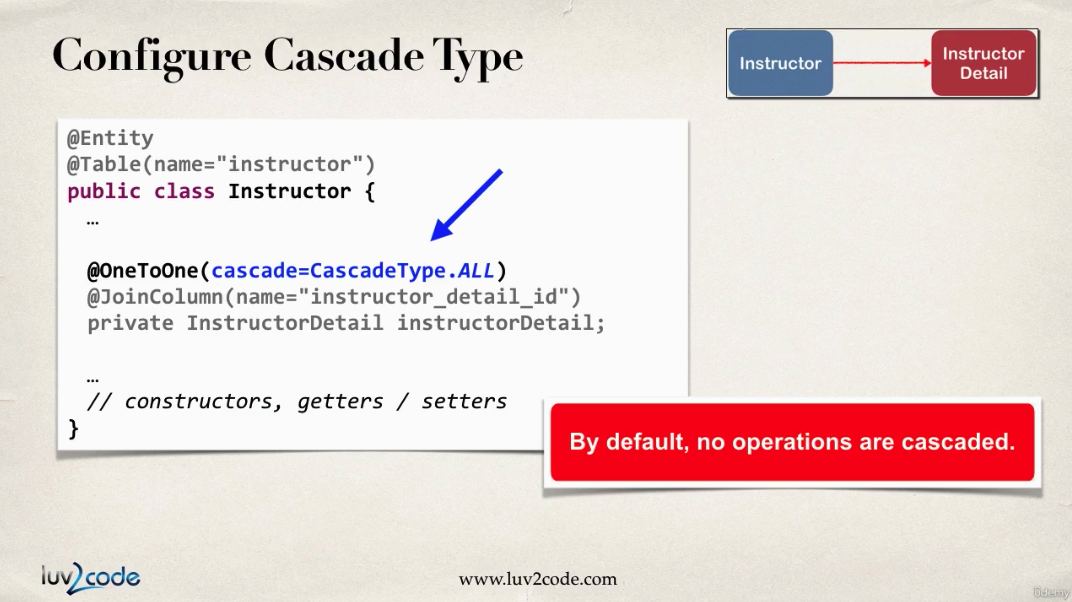 Configure Cascade Type
Instructor
Instructor
Detail
@Entity
@Table(name="instructor")
public class Instructor {
…
@OneToOne(cascade=CascadeType.ALL)
@JoinColumn(name="instructor_detail_id")
private InstructorDetail instructorDetail;
…
// constructors, getters / setters
}
By default, no operations are cascaded.
luv2code
www.luv2code.com
Udemy